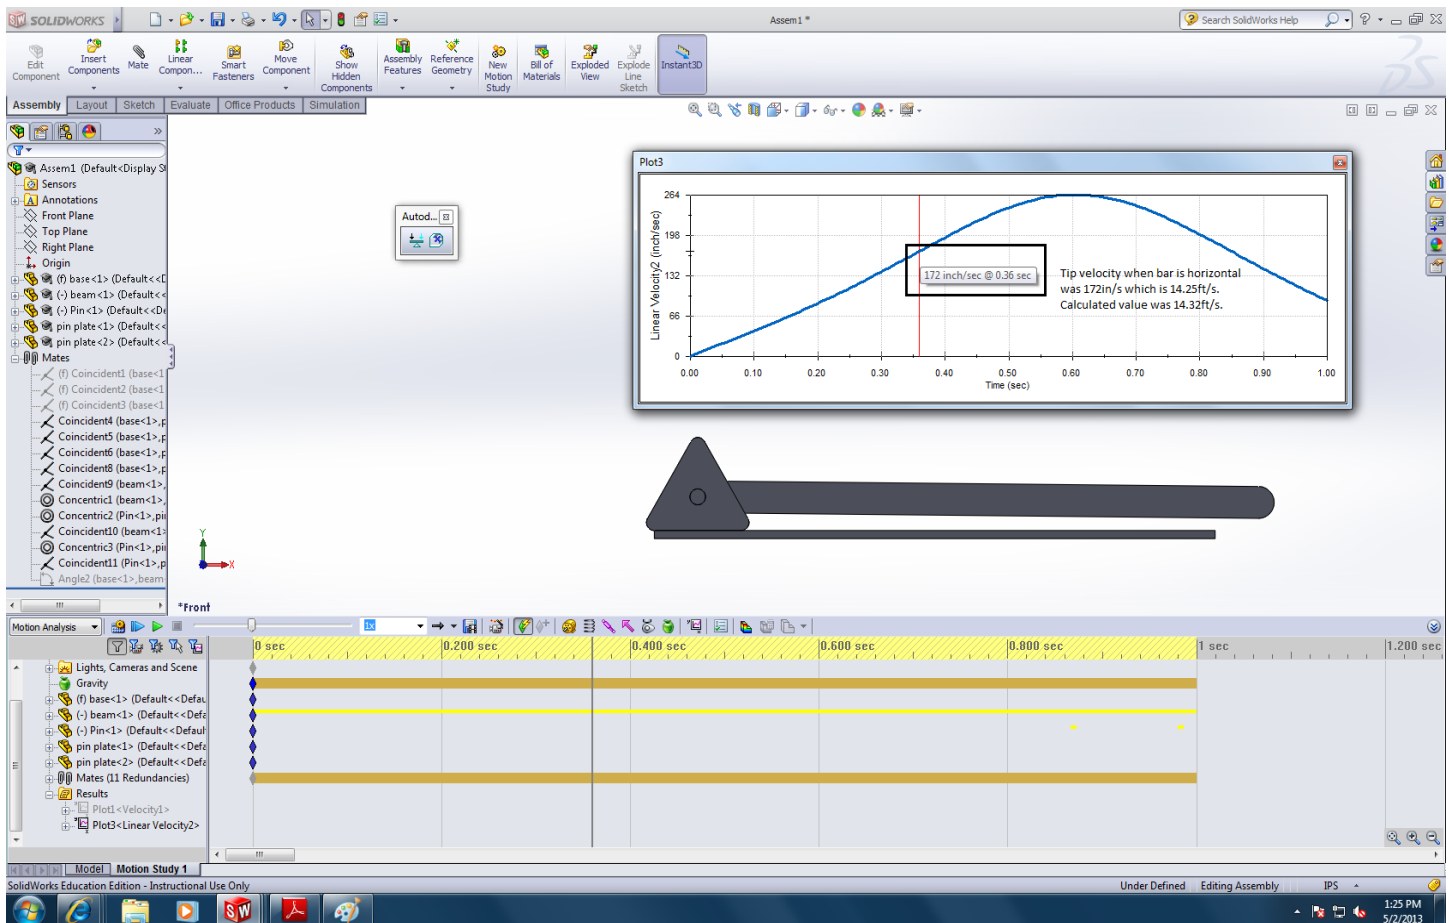 SOLIDWORKS
Assem1 *
Search SolidWorks Help
Edit Component
Insert Components
Mate
Linear Compon...
Smart Fasteners
Move Component
Show Hidden Components
Assembly Features
Reference Geometry
New Motion Study
Bill of Materials
Exploded View
Explode Line Sketch
Instant3D
Assembly Layout Sketch Evaluate Office Products Simulation
Assem1 (Default<Display S
Sensors
Annotations
Front Plane
Top Plane
Right Plane
Origin
(f) base<1> (Default<<D
(-) beam<1> (Default<<
(-) Pin<1> (Default<<De
pin plate<1> (Default<<
pin plate<2> (Default<<
Mates
(f) Coincident1 (base<1
(f) Coincident2 (base<1
(f) Coincident3 (base<1
Coincident4 (base<1>,p
Coincident5 (base<1>,p
Coincident6 (base<1>,p
Coincident8 (base<1>,p
Coincident9 (beam<1>,
Concentric1 (beam<1>,
Concentric2 (Pin<1>,pin
Coincident10 (beam<1>
Concentric3 (Pin<1>,pin
Coincident11 (Pin<1>,p
Angle2 (base<1>,beam
Autod...
Plot3
Linear Velocity2 (inch/sec)
264
198
132
66
0
0.00 0.10 0.20 0.30 0.40 0.50 0.60 0.70 0.80 0.90 1.00
Time (sec)
172 inch/sec @ 0.36 sec
Tip velocity when bar is horizontal
was 172in/s which is 14.25ft/s.
Calculated value was 14.32ft/s.
Y
X
*Front
Motion Analysis
1x
0 sec 0.200 sec 0.400 sec 0.600 sec 0.800 sec 1 sec 1.200 sec
Lights, Cameras and Scene
Gravity
(f) base<1> (Default<<Defau
(-) beam<1> (Default<<Defa
(-) Pin<1> (Default<<Default
pin plate<1> (Default<<Defa
pin plate<2> (Default<<Defa
Mates (11 Redundancies)
Results
Plot1<Velocity1>
Plot3<Linear Velocity2>
Model Motion Study 1
SolidWorks Education Edition - Instructional Use Only
Under Defined Editing Assembly IPS
1:25 PM
5/2/2013